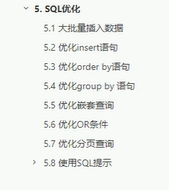 5. SQL优化
5.1 大批量插入数据
5.2 优化insert语句
5.3 优化order by语句
5.4 优化group by 语句
5.5 优化嵌套查询
5.6 优化OR条件
5.7 优化分页查询
5.8 使用SQL提示